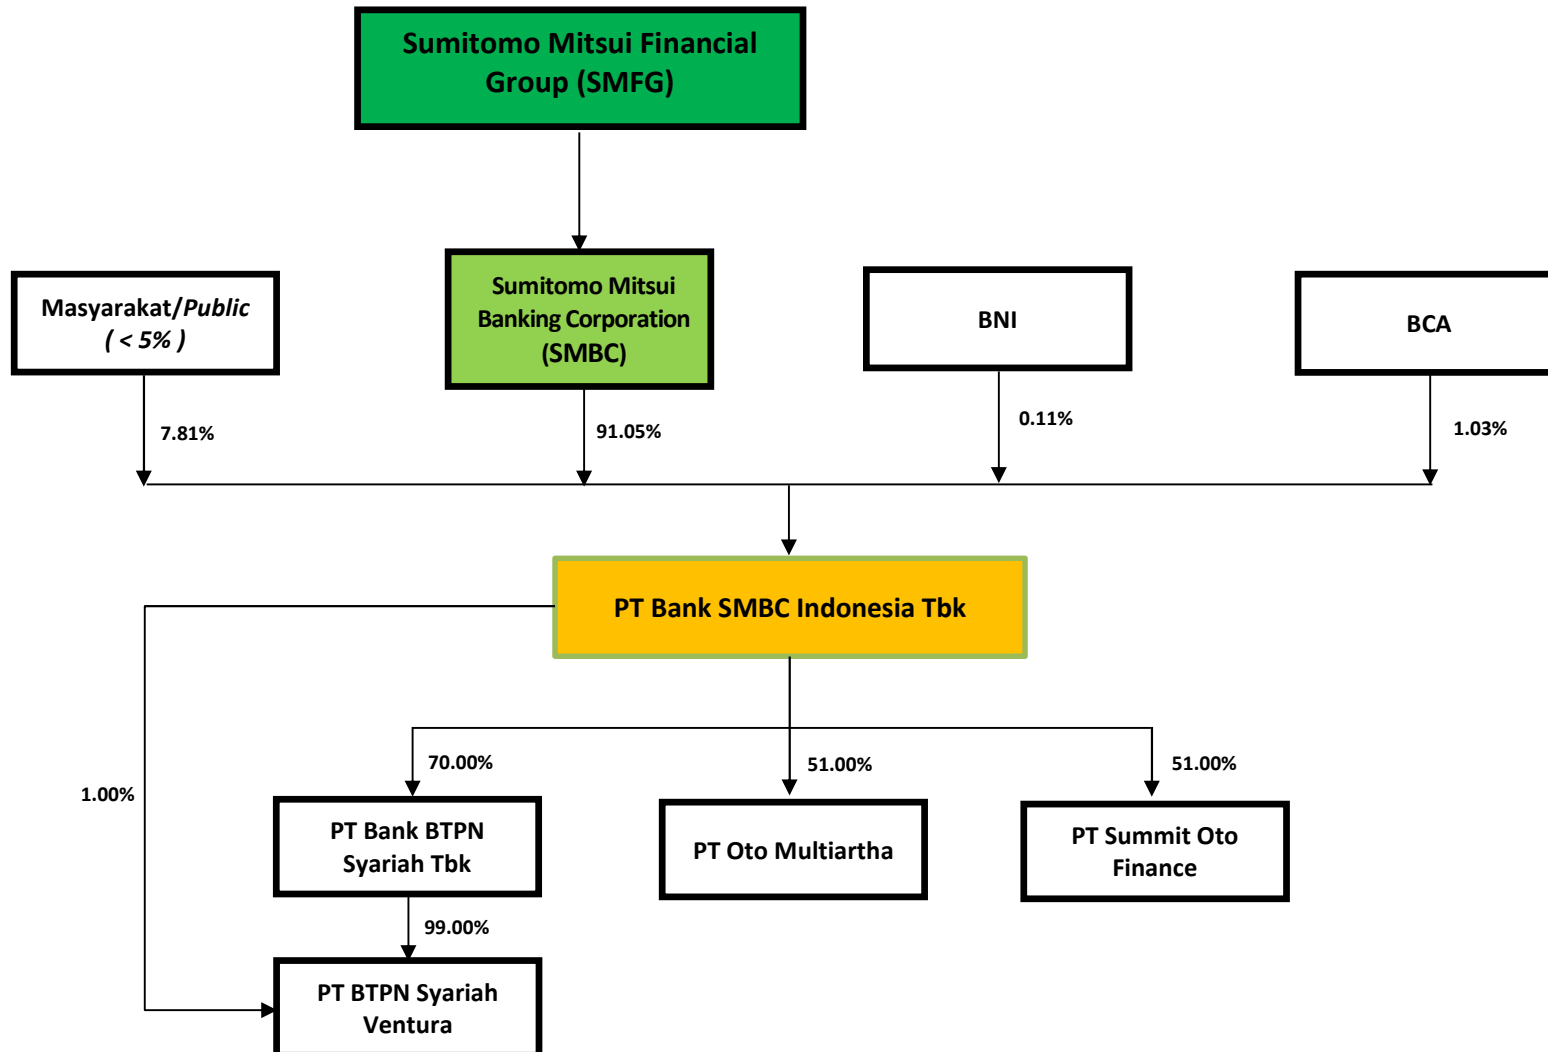 Sumitomo Mitsui Financial
Group (SMFG)
Masyarakat/Public
( < 5% )
Sumitomo Mitsui
Banking Corporation
(SMBC)
BNI
BCA
7.81%
91.05%
0.11%
1.03%
PT Bank SMBC Indonesia Tbk
1.00%
70.00%
51.00%
51.00%
PT Bank BTPN
Syariah Tbk
PT Oto Multiartha
PT Summit Oto
Finance
99.00%
PT BTPN Syariah
Ventura